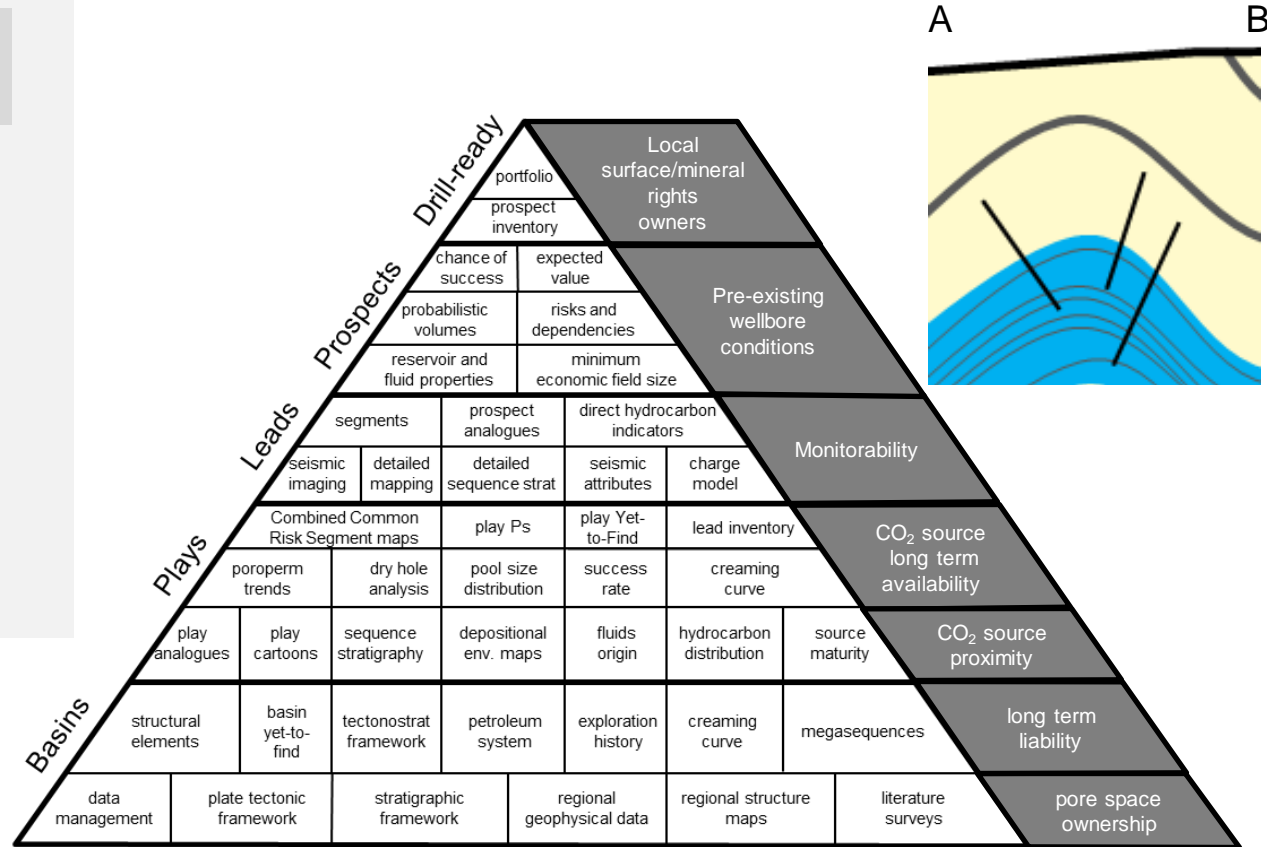 A
B
Drill-ready
Prospects
Leads
Plays
Basins
portfolio
prospect
inventory
chance of
success
expected
value
probabilistic
volumes
risks and
dependencies
reservoir and
fluid properties
minimum
economic field size
segments
prospect
analogues
direct hydrocarbon
indicators
seismic
imaging
detailed
mapping
detailed
sequence strat
seismic
attributes
charge
model
Combined Common
Risk Segment maps
play Ps
play Yet-
to-Find
lead inventory
poroperm
trends
dry hole
analysis
pool size
distribution
success
rate
creaming
curve
play
analogues
play
cartoons
sequence
stratigraphy
depositional
env. maps
fluids
origin
hydrocarbon
distribution
source
maturity
structural
elements
basin
yet-to-
find
tectonostrat
framework
petroleum
system
exploration
history
creaming
curve
megasequences
data
management
plate tectonic
framework
stratigraphic
framework
regional
geophysical data
regional structure
maps
literature
surveys
Local
surface/mineral
rights
owners
Pre-existing
wellbore
conditions
Monitorability
CO₂ source
long term
availability
CO₂ source
proximity
long term
liability
pore space
ownership